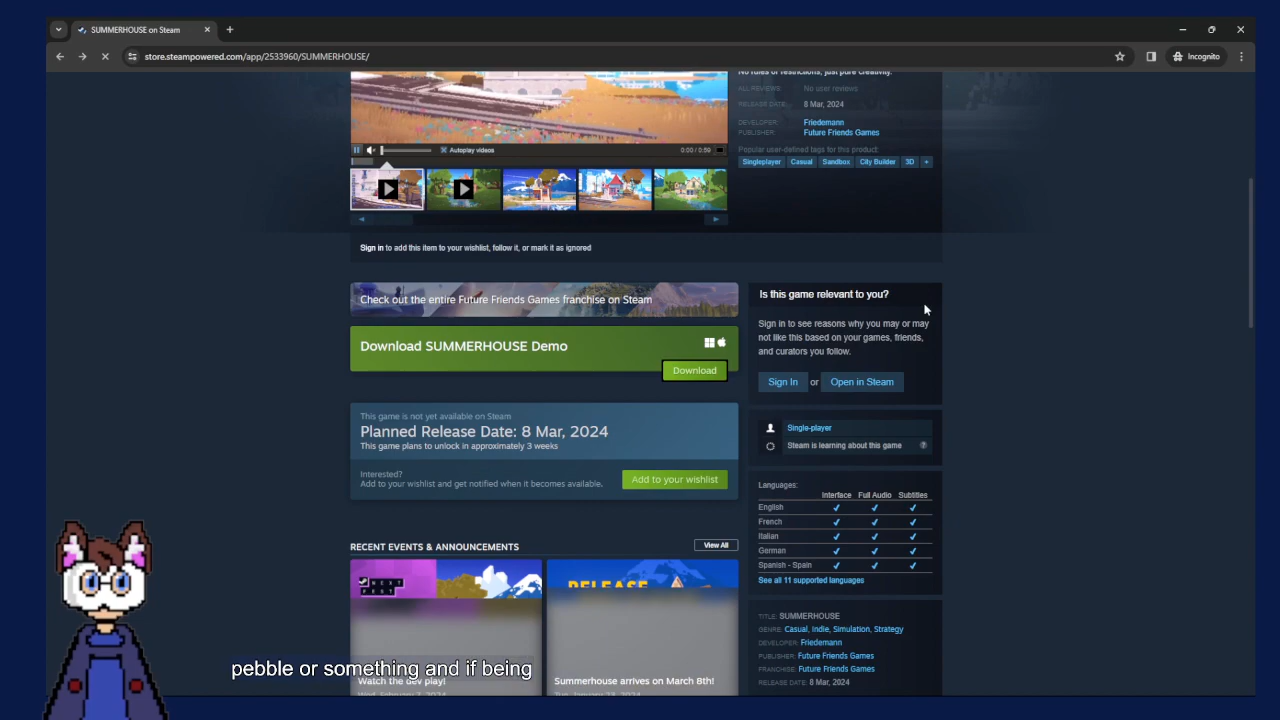 SUMMERHOUSE on Steam
store.steampowered.com/app/2533960/SUMMERHOUSE/
Incognito
No rules or restrictions, just pure creativity.
ALL REVIEWS: No user reviews
RELEASE DATE: 8 Mar, 2024
DEVELOPER: Friedemann
PUBLISHER: Future Friends Games
Autoplay videos
0:00 / 0:59
Popular user-defined tags for this product:
Singleplayer Casual Sandbox City Builder 3D +
Sign in to add this item to your wishlist, follow it, or mark it as ignored
Check out the entire Future Friends Games franchise on Steam
Download SUMMERHOUSE Demo
Download
This game is not yet available on Steam
Planned Release Date: 8 Mar, 2024
This game plans to unlock in approximately 3 weeks
Interested?
Add to your wishlist and get notified when it becomes available.
Add to your wishlist
RECENT EVENTS & ANNOUNCEMENTS
View All
NEXT
FEST
RELEASE
Watch the dev play!
Wed, February 7, 2024
Summerhouse arrives on March 8th!
Tue, January 23, 2024
Is this game relevant to you?
Sign in to see reasons why you may or may
not like this based on your games, friends,
and curators you follow.
Sign In or Open in Steam
Single-player
Steam is learning about this game ?
Languages:
Interface Full Audio Subtitles
English
French
Italian
German
Spanish - Spain
See all 11 supported languages
TITLE: SUMMERHOUSE
GENRE: Casual, Indie, Simulation, Strategy
DEVELOPER: Friedemann
PUBLISHER: Future Friends Games
FRANCHISE: Future Friends Games
RELEASE DATE: 8 Mar, 2024
pebble or something and if being